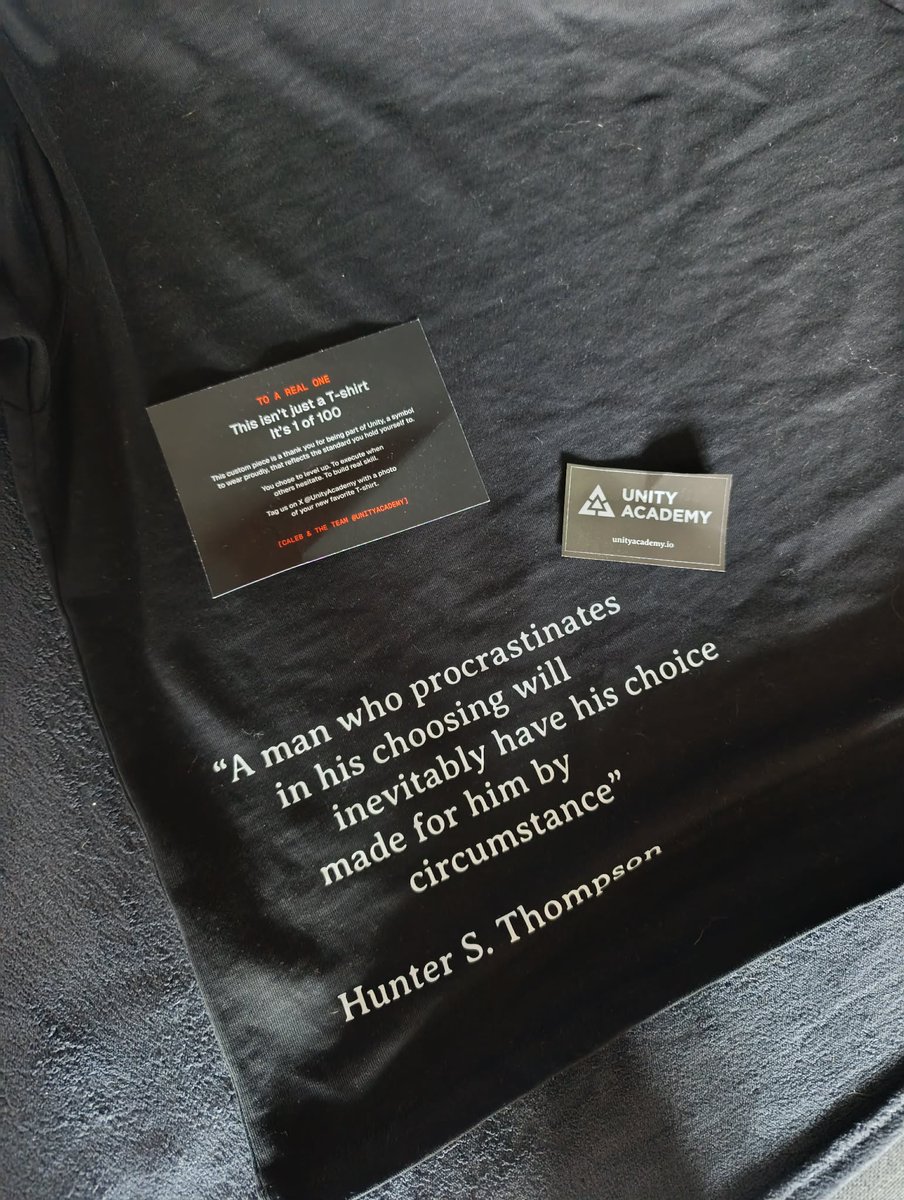 TO A REAL ONE
This isn't just a T-shirt
It's 1 of 100
This custom piece is a thank you for being part of Unity, a symbol
to wear proudly, that reflects the standard you hold yourself to.
You chose to level up. To execute when
others hesitate. To build real skill.
Tag us on X @UnityAcademy with a photo
of your new favorite T-shirt.
[CALEB & THE TEAM @UNITYACADEMY]
UNITY
ACADEMY
unityacademy.io
“A man who procrastinates
in his choosing will
inevitably have his choice
made for him by
circumstance”
Hunter S. Thompson